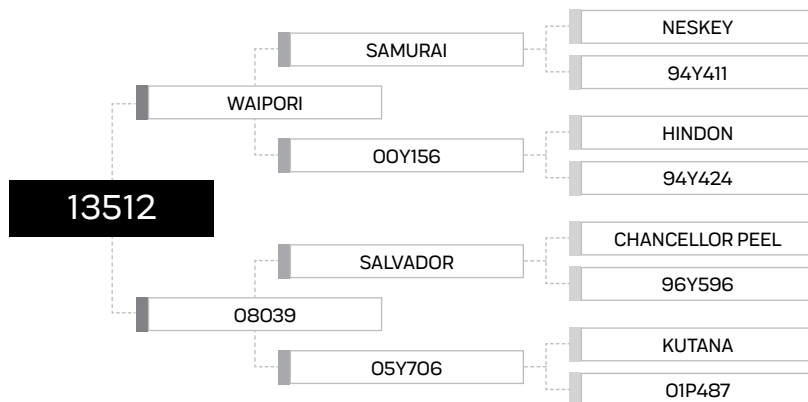 NESKEY
SAMURAI
94Y411
WAIPORI
HINDON
00Y156
94Y424
13512
CHANCELLOR PEEL
SALVADOR
96Y596
08039
KUTANA
05Y706
01P487